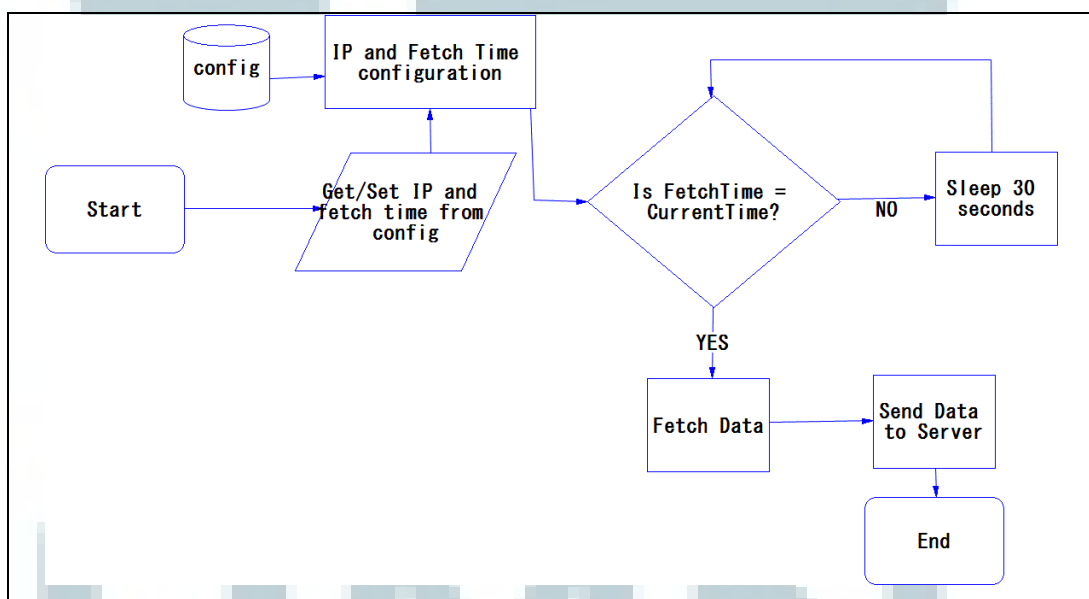 config
IP and Fetch Time
configuration
Start
Get/Set IP and
fetch time from
config
Is FetchTime =
CurrentTime?
NO
Sleep 30
seconds
YES
Fetch Data
Send Data
to Server
End